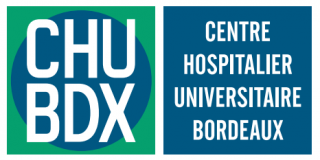 CHU
BDX
CENTRE
HOSPITALIER
UNIVERSITAIRE
BORDEAUX